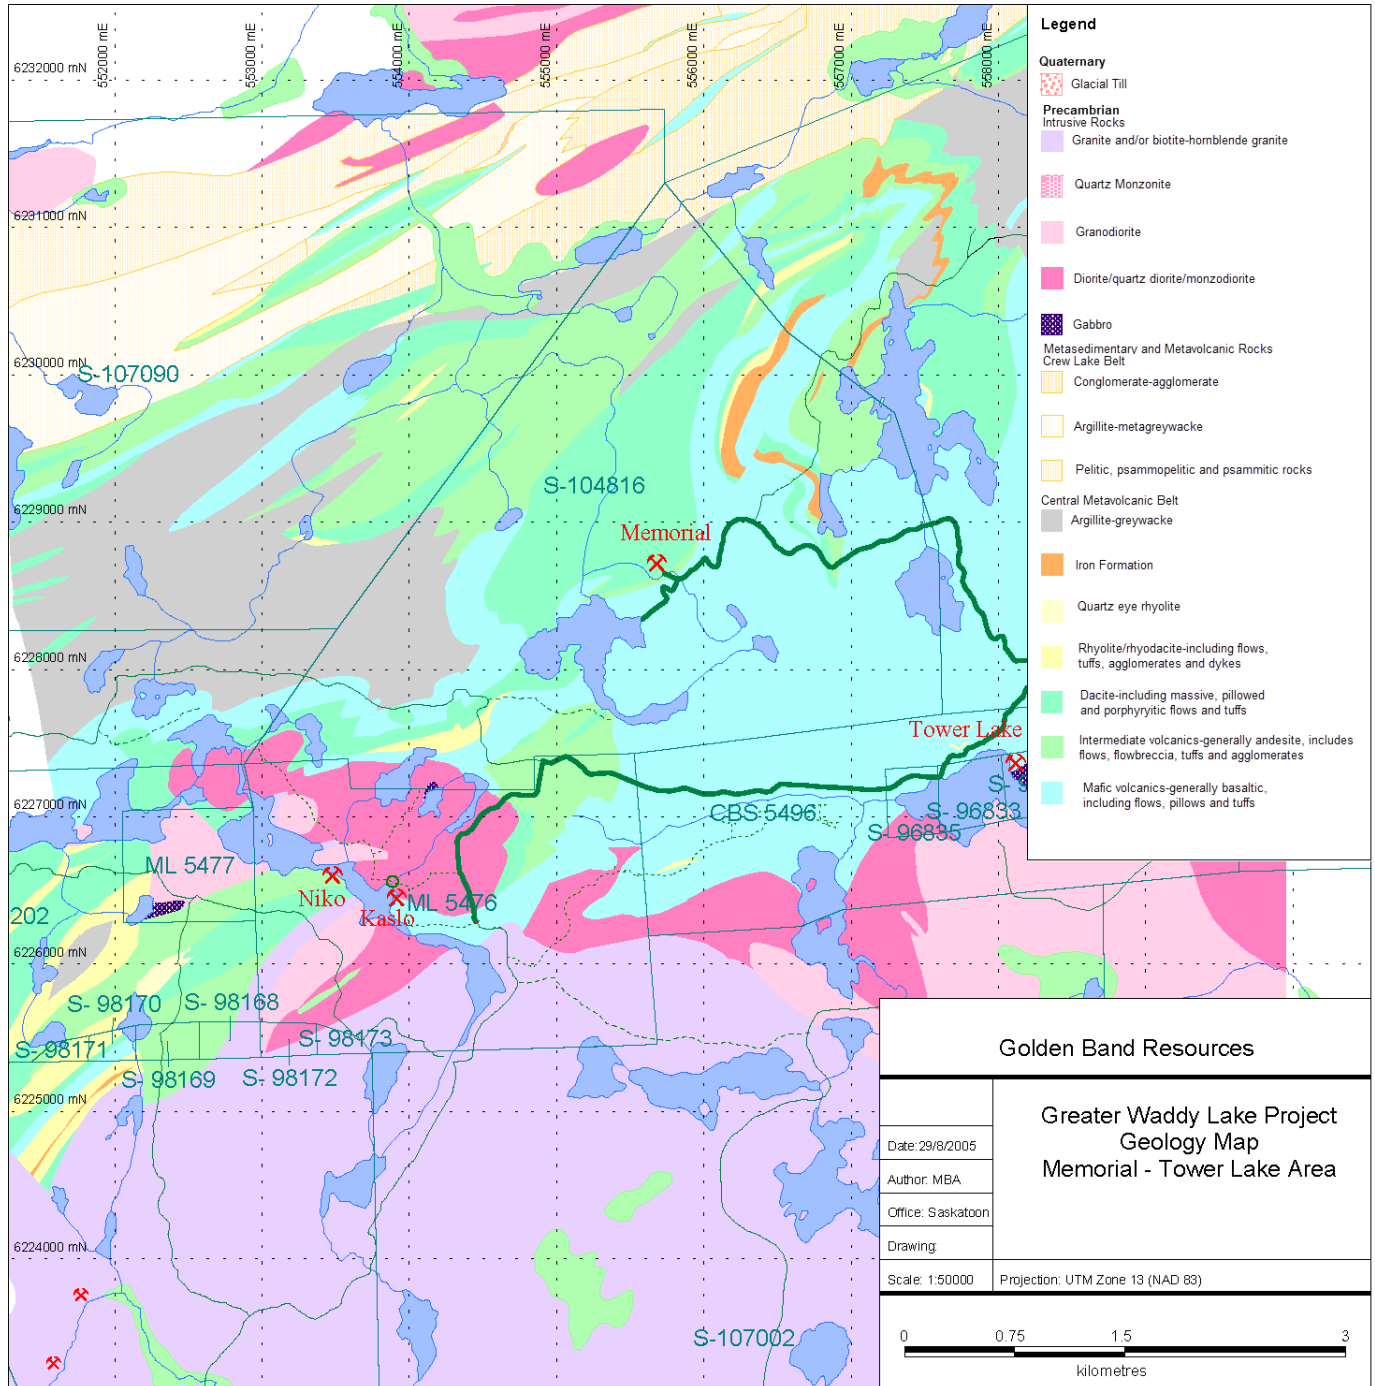 552000 mE
553000 mE
554000 mE
555000 mE
556000 mE
557000 mE
558000 mE
6232000 mN
6231000 mN
6230000 mN
S-107090
S-104816
6229000 mN
Memorial
6228000 mN
Tower Lake
S- 9
6227000 mN
CBS 5496
S- 96833
S- 96835
ML 5477
Niko
ML 5476
Kaslo
202
6226000 mN
S- 98170
S- 98168
S- 98173
S- 98171
S- 98169
S- 98172
6225000 mN
6224000 mN
S-107002
Legend
Quaternary
Glacial Till
Precambrian
Intrusive Rocks
Granite and/or biotite-hornblende granite
Quartz Monzonite
Granodiorite
Diorite/quartz diorite/monzodiorite
Gabbro
Metasedimentary and Metavolcanic Rocks
Crew Lake Belt
Conglomerate-agglomerate
Argillite-metagreywacke
Pelitic, psammopelitic and psammitic rocks
Central Metavolcanic Belt
Argillite-greywacke
Iron Formation
Quartz eye rhyolite
Rhyolite/rhyodacite-including flows,
tuffs, agglomerates and dykes
Dacite-including massive, pillowed
and porphyryitic flows and tuffs
Intermediate volcanics-generally andesite, includes
flows, flowbreccia, tuffs and agglomerates
Mafic volcanics-generally basaltic,
including flows, pillows and tuffs
Golden Band Resources
Greater Waddy Lake Project
Geology Map
Memorial - Tower Lake Area
Date:29/8/2005
Author: MBA
Office: Saskatoon
Drawing:
Scale: 1:50000
Projection: UTM Zone 13 (NAD 83)
0 0.75 1.5 3
kilometres